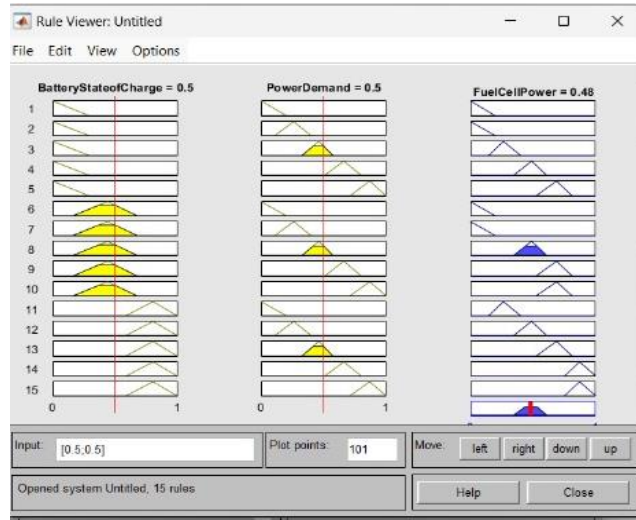 Rule Viewer: Untitled
File Edit View Options
BatteryStateofCharge = 0.5 PowerDemand = 0.5 FuelCellPower = 0.48
1
2
3
4
5
6
7
8
9
10
11
12
13
14
15
0 1 0 1
Input: [0.5;0.5] Plot points: 101 Move: left right down up
Opened system Untitled, 15 rules Help Close